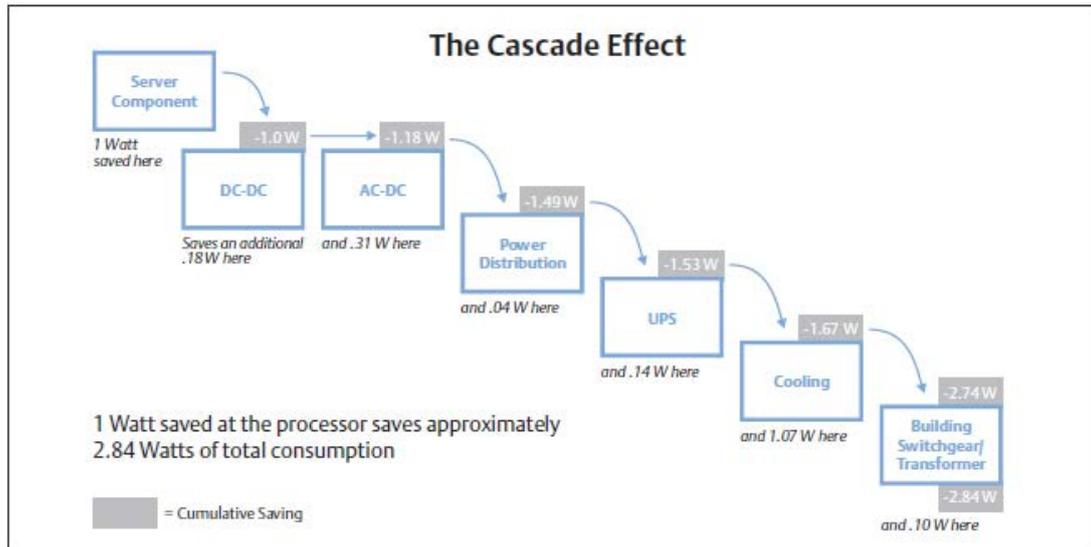 The Cascade Effect
Server
Component
1 Watt
saved here
-1.0 W
DC-DC
Saves an additional
.18W here
-1.18 W
AC-DC
and .31 W here
-1.49 W
Power
Distribution
and .04 W here
-1.53 W
UPS
and .14 W here
-1.67 W
Cooling
and 1.07 W here
-2.74 W
Building
Switchgear/
Transformer
-2.84 W
and .10 W here
1 Watt saved at the processor saves approximately
2.84 Watts of total consumption
= Cumulative Saving